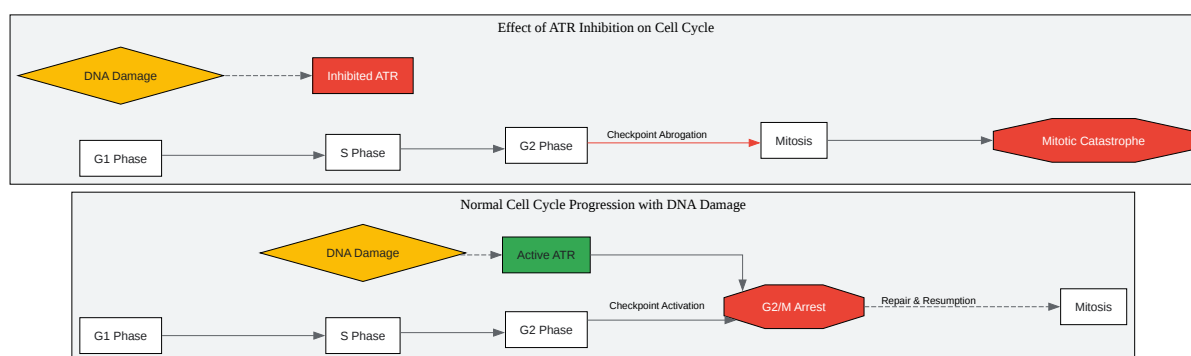 Effect of ATR Inhibition on Cell Cycle
DNA Damage
Inhibited ATR
G1 Phase
S Phase
G2 Phase
Checkpoint Abrogation
Mitosis
Mitotic Catastrophe
Normal Cell Cycle Progression with DNA Damage
DNA Damage
Active ATR
G1 Phase
S Phase
G2 Phase
Checkpoint Activation
G2/M Arrest
Repair & Resumption
Mitosis